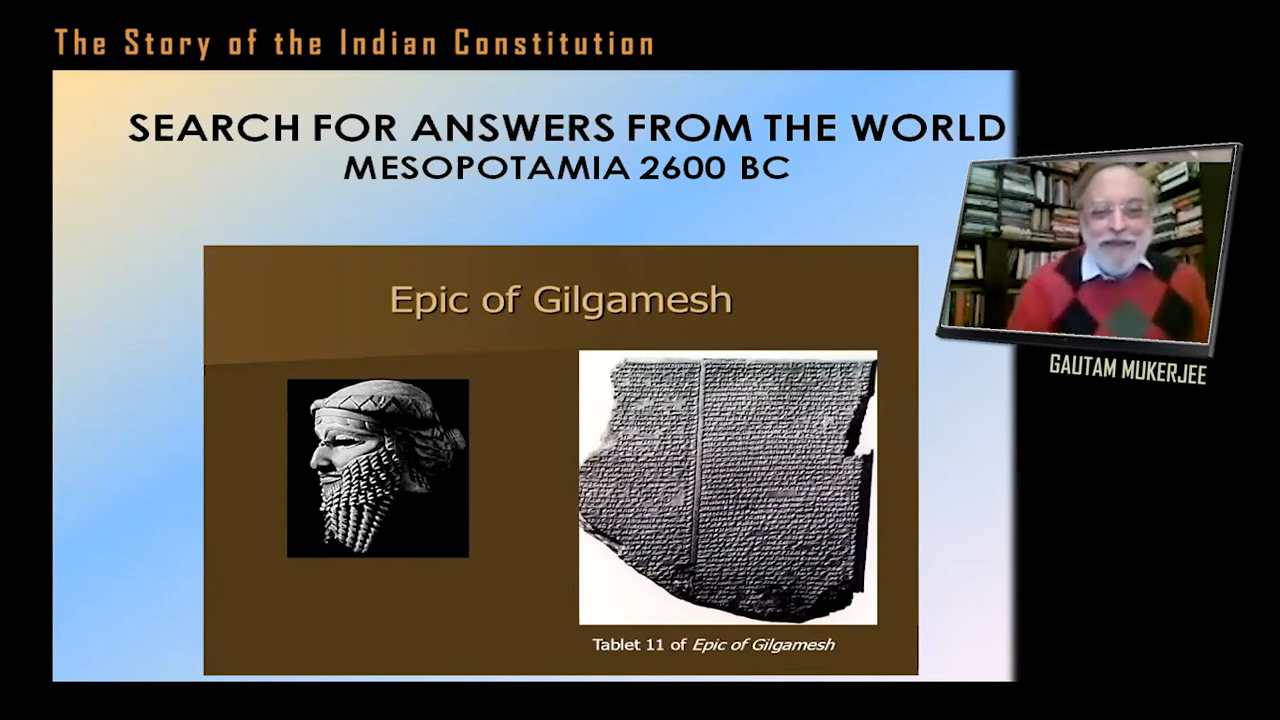 The Story of the Indian Constitution
SEARCH FOR ANSWERS FROM THE WORLD
MESOPOTAMIA 2600 BC
Epic of Gilgamesh
Tablet 11 of Epic of Gilgamesh
GAUTAM MUKERJEE